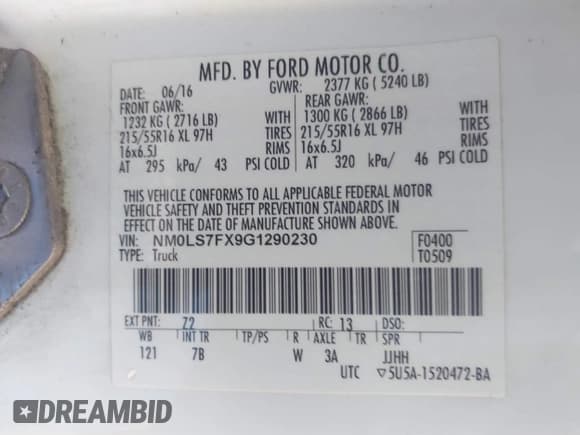 MFD. BY FORD MOTOR CO.
DATE: 06/16 GVWR: 2377 KG ( 5240 LB)
FRONT GAWR: REAR GAWR:
1232 KG ( 2716 LB) WITH 1300 KG ( 2866 LB) WITH
215/55R16 XL 97H TIRES 215/55R16 XL 97H TIRES
16x6.5J RIMS 16x6.5J RIMS
AT 295 kPa/ 43 PSI COLD AT 320 kPa/ 46 PSI COLD
THIS VEHICLE CONFORMS TO ALL APPLICABLE FEDERAL MOTOR
VEHICLE SAFETY AND THEFT PREVENTION STANDARDS IN
EFFECT ON THE DATE OF MANUFACTURE SHOWN ABOVE.
VIN: NM0LS7FX9G1290230 F0400
TYPE: Truck T0509
EXT PNT: Z2 RC: 13 DSO:
WB INT TR TP/PS R AXLE TR SPR
121 7B W 3A JJHH
UTC ▽5U5A-1520472-BA
DREAMBID